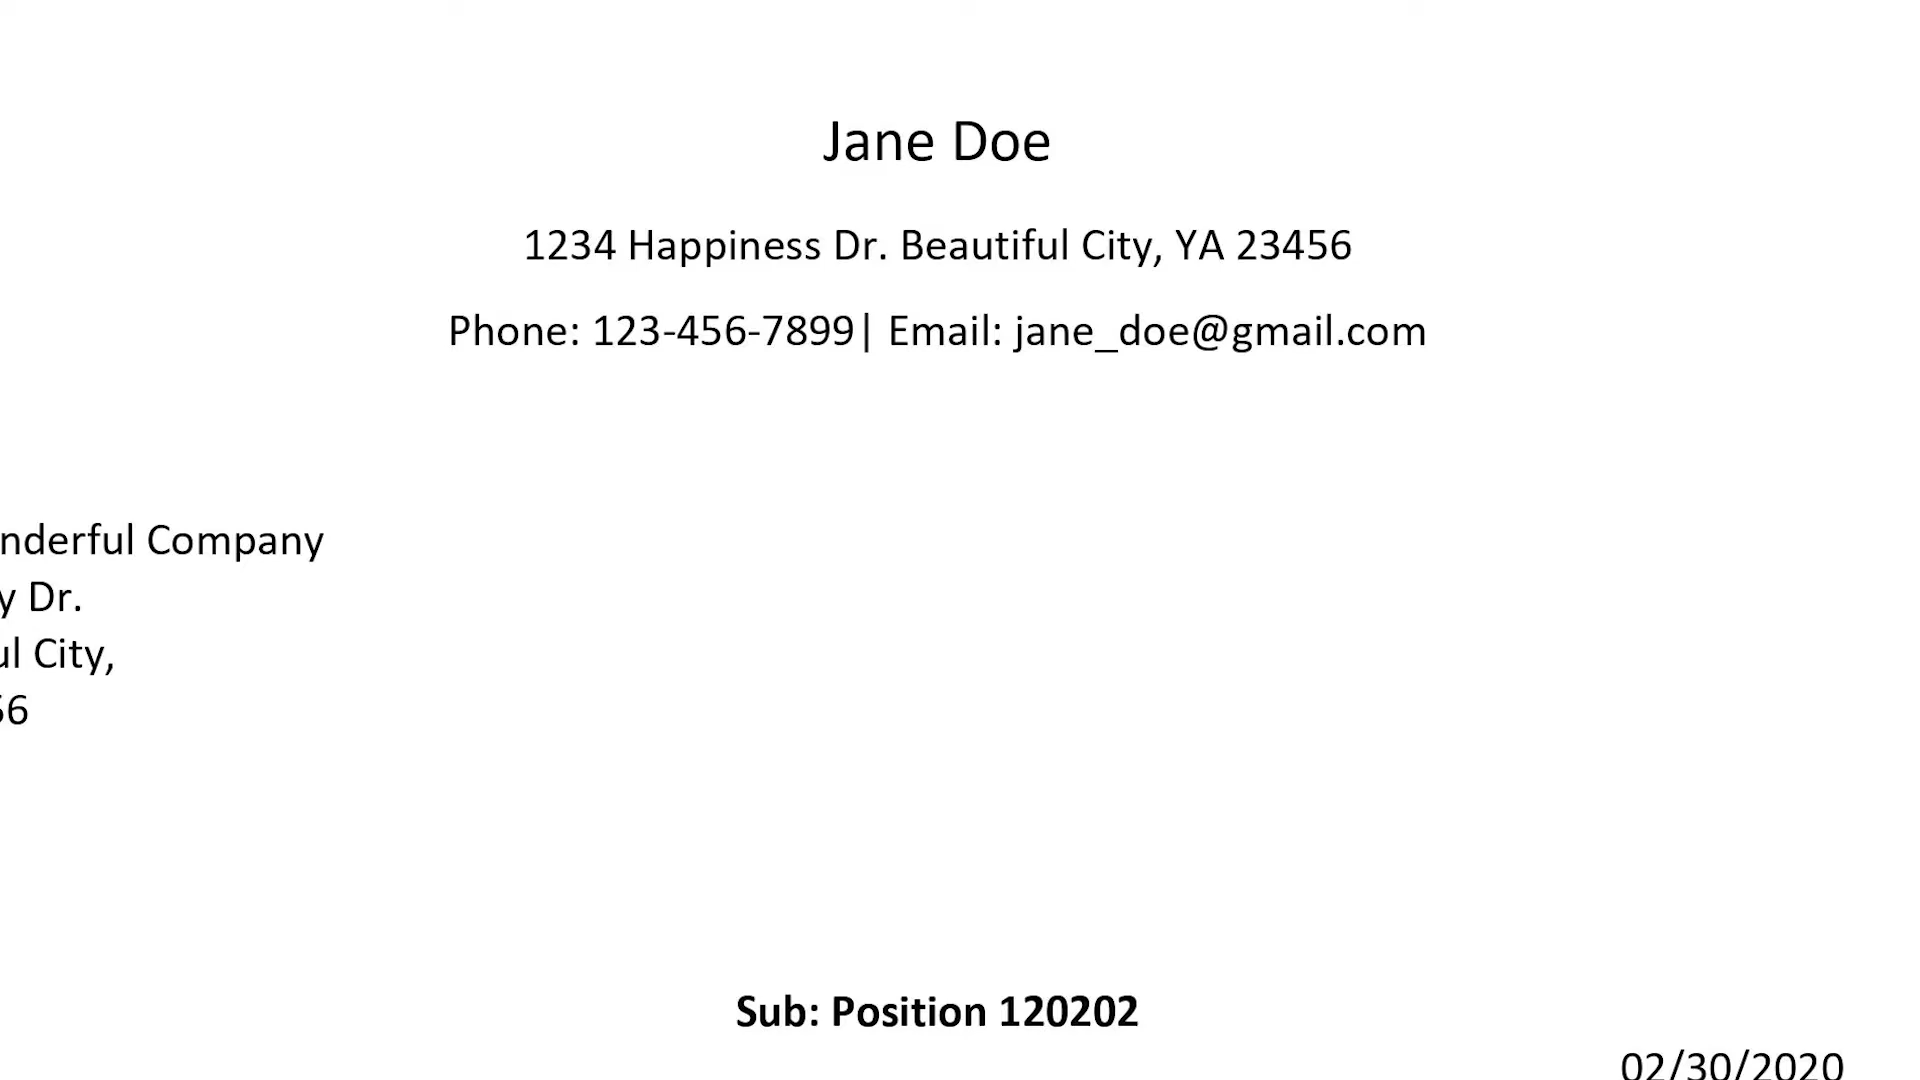 Jane Doe
1234 Happiness Dr. Beautiful City, YA 23456
Phone: 123-456-7899| Email: jane_doe@gmail.com
nderful Company
y Dr.
ul City,
56
Sub: Position 120202
02/30/2020